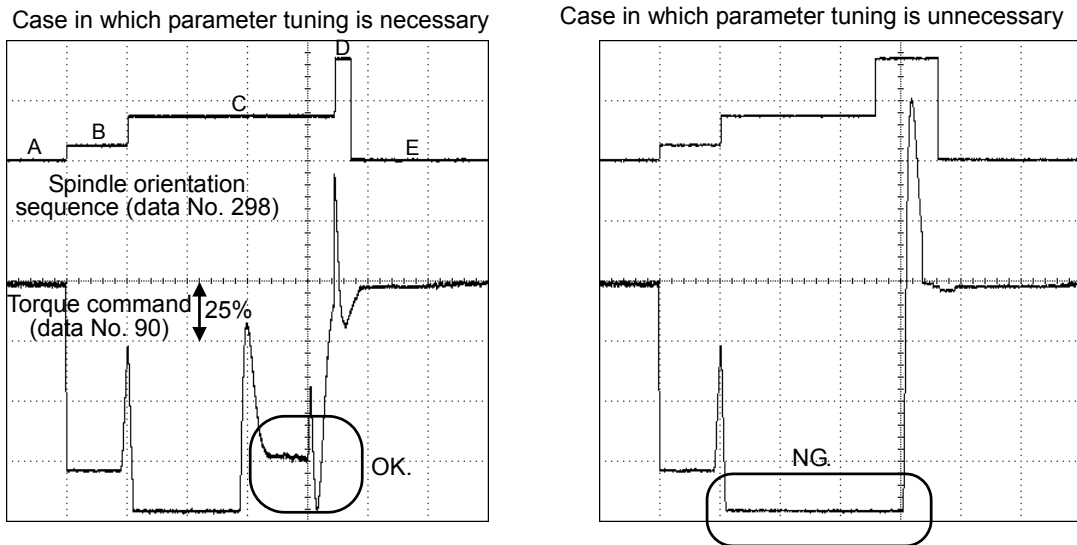 Case in which parameter tuning is necessary
Case in which parameter tuning is unnecessary
D
C
B
A
E
Spindle orientation
sequence (data No. 298)
Torque command
(data No. 90)
25%
OK.
NG.